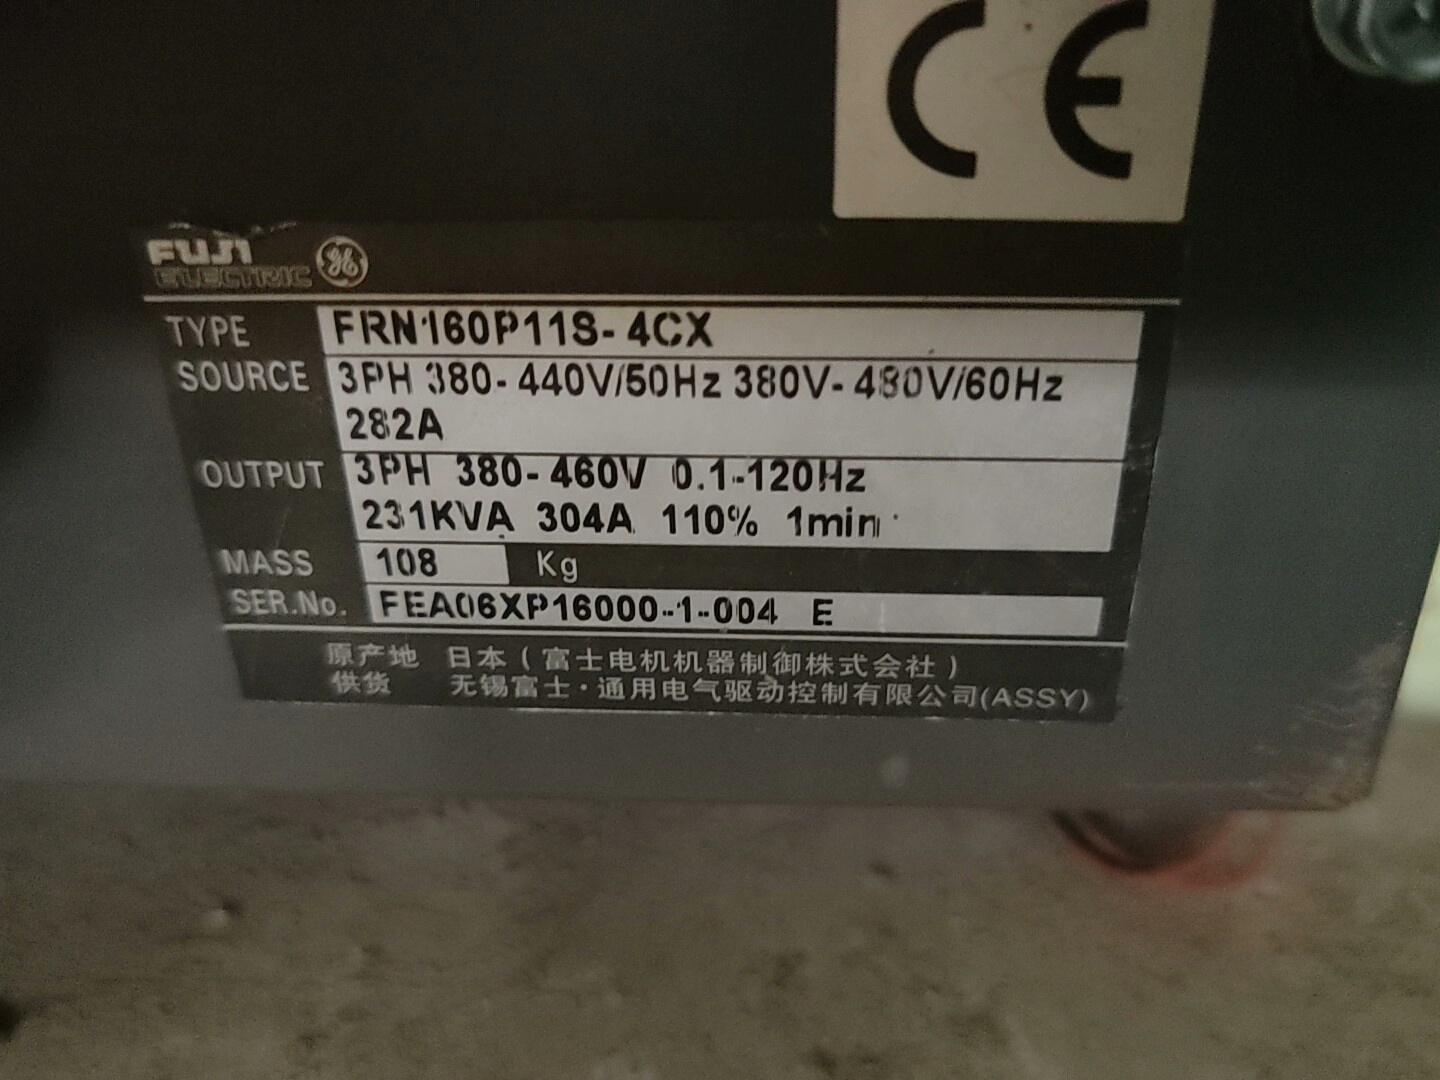 CE
FUJI
ELECTRIC GE
TYPE FRN160P11S-4CX
SOURCE 3PH 380-440V/50Hz 380V-480V/60Hz
282A
OUTPUT 3PH 380-460V 0.1-120Hz
231KVA 304A 110% 1min
MASS 108 Kg
SER.No. FEA06XP16000-1-004 E
原产地 日本(富士电机机器制御株式会社)
供货 无锡富士·通用电气驱动控制有限公司(ASSY)